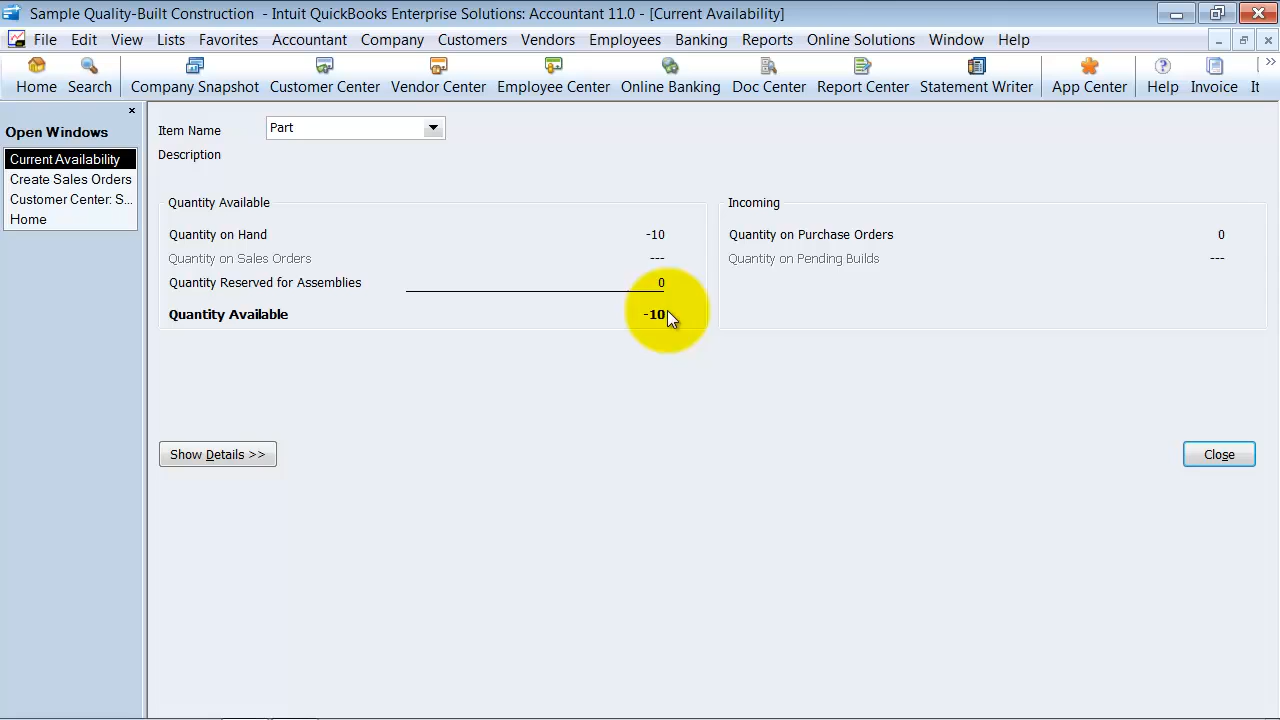 Sample Quality-Built Construction - Intuit QuickBooks Enterprise Solutions: Accountant 11.0 - [Current Availability]
File Edit View Lists Favorites Accountant Company Customers Vendors Employees Banking Reports Online Solutions Window Help
Home Search Company Snapshot Customer Center Vendor Center Employee Center Online Banking Doc Center Report Center Statement Writer App Center Help Invoice It
Open Windows
Current Availability
Create Sales Orders
Customer Center: S...
Home
Item Name Part
Description
Quantity Available
Quantity on Hand -10
Quantity on Sales Orders ---
Quantity Reserved for Assemblies 0
Quantity Available -10
Incoming
Quantity on Purchase Orders 0
Quantity on Pending Builds ---
Show Details >>
Close